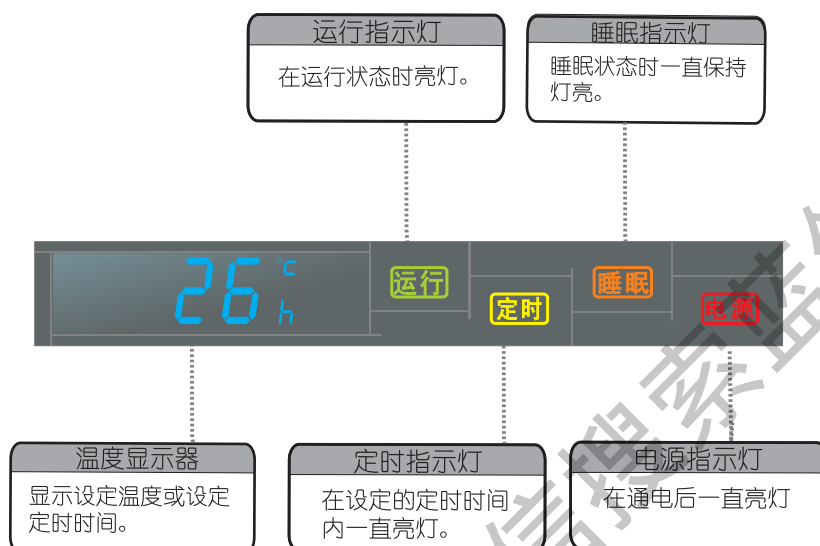 运行指示灯
在运行状态时亮灯。
睡眠指示灯
睡眠状态时一直保持
灯亮。
26 °c
h
运行
定时
睡眠
电源
温度显示器
显示设定温度或设定
定时时间。
定时指示灯
在设定的定时时间
内一直亮灯。
电源指示灯
在通电后一直亮灯
信搜索蓝